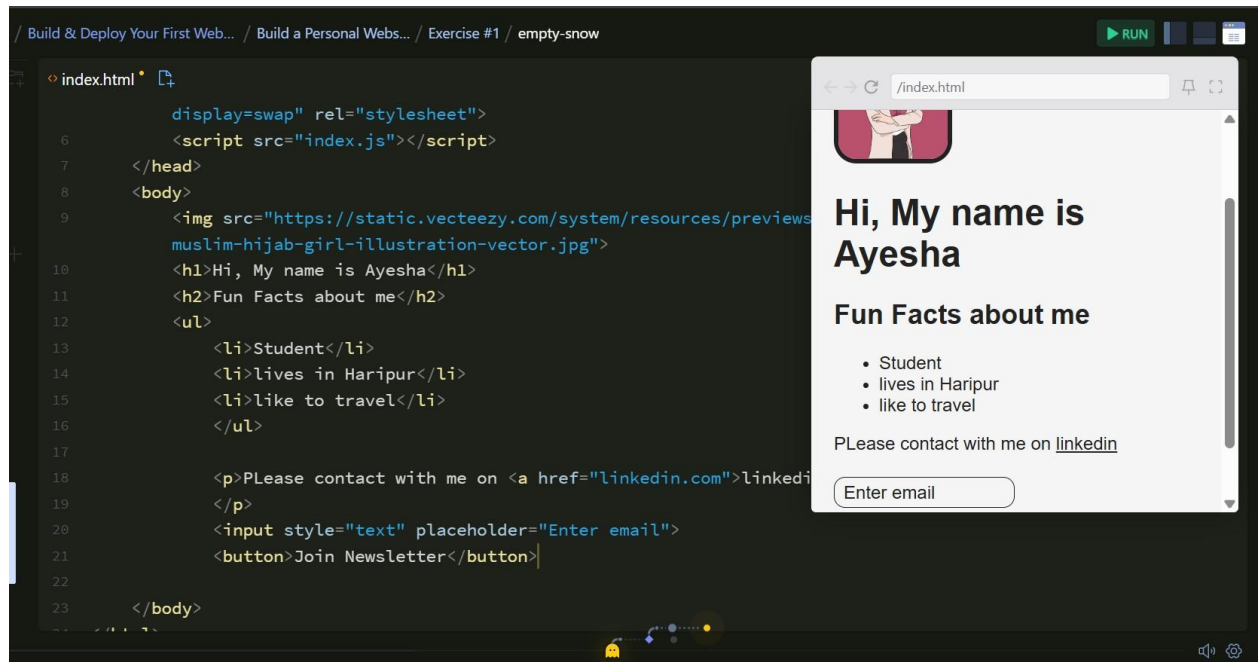 / Build & Deploy Your First Web... / Build a Personal Webs... / Exercise #1 / empty-snow
RUN
index.html
display=swap" rel="stylesheet">
6 <script src="index.js"></script>
7 </head>
8 <body>
9 <img src="https://static.vecteezy.com/system/resources/previews
muslim-hijab-girl-illustration-vector.jpg">
10 <h1>Hi, My name is Ayesha</h1>
11 <h2>Fun Facts about me</h2>
12 <ul>
13 <li>Student</li>
14 <li>lives in Haripur</li>
15 <li>like to travel</li>
16 </ul>
17
18 <p>PLease contact with me on <a href="linkedin.com">linkedi
19 </p>
20 <input style="text" placeholder="Enter email">
21 <button>Join Newsletter</button>
22
23 </body>
/index.html
Hi, My name is
Ayesha
Fun Facts about me
• Student
• lives in Haripur
• like to travel
PLease contact with me on linkedin
Enter email